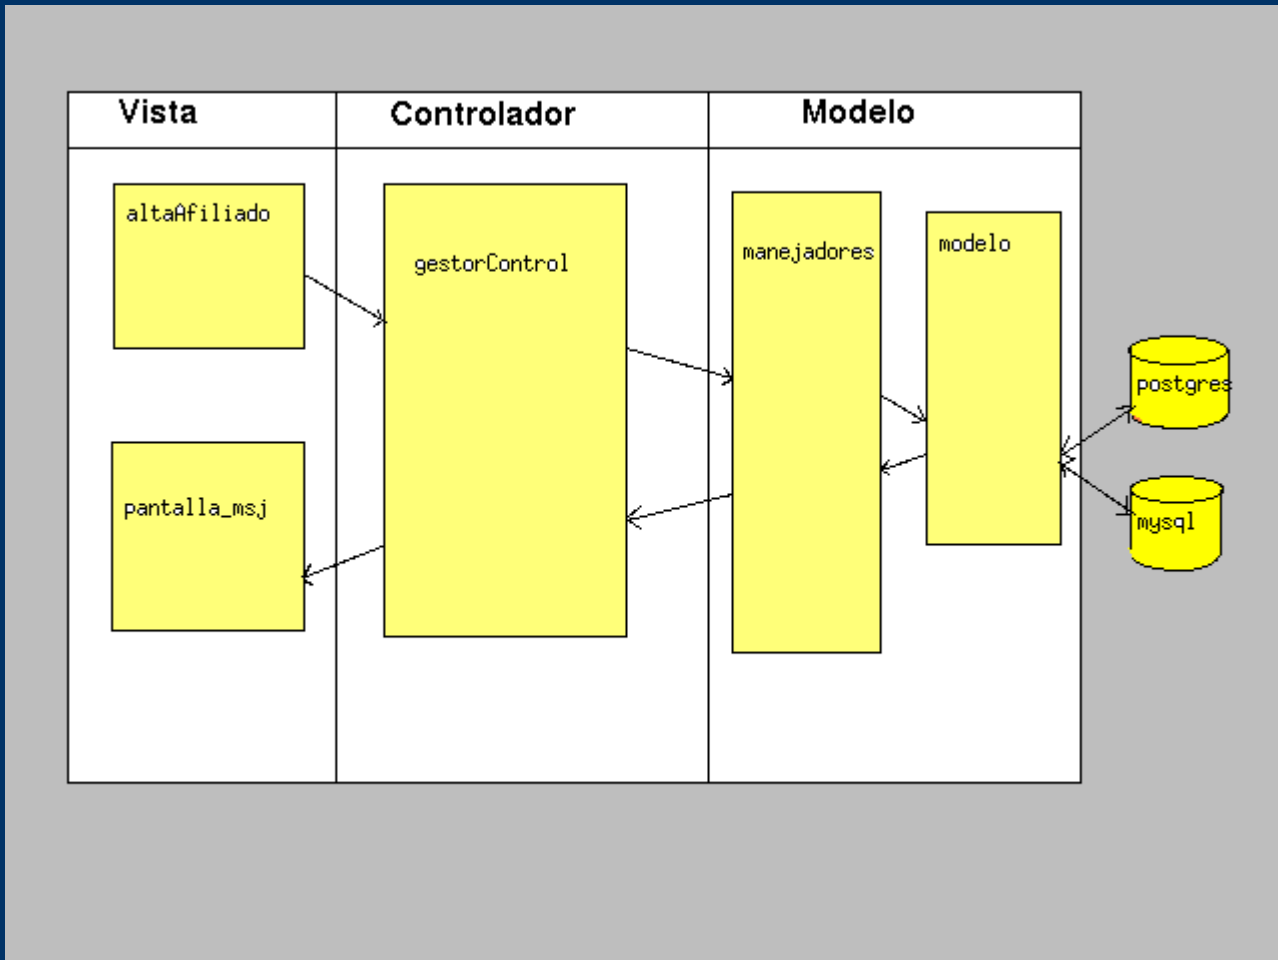 Vista
Controlador
Modelo
altaAfiliado
gestorControl
manejadores
modelo
postgres
pantalla_msj
mysql